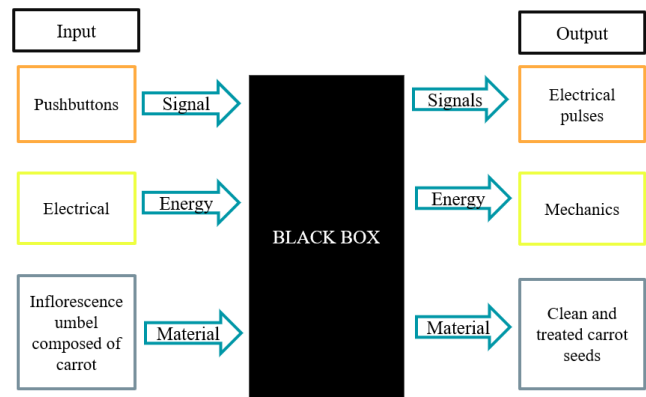 Input
Output
Pushbuttons
Signal
Signals
Electrical
pulses
Electrical
Energy
BLACK BOX
Energy
Mechanics
Inflorescence
umbel
composed of
carrot
Material
Material
Clean and
treated carrot
seeds